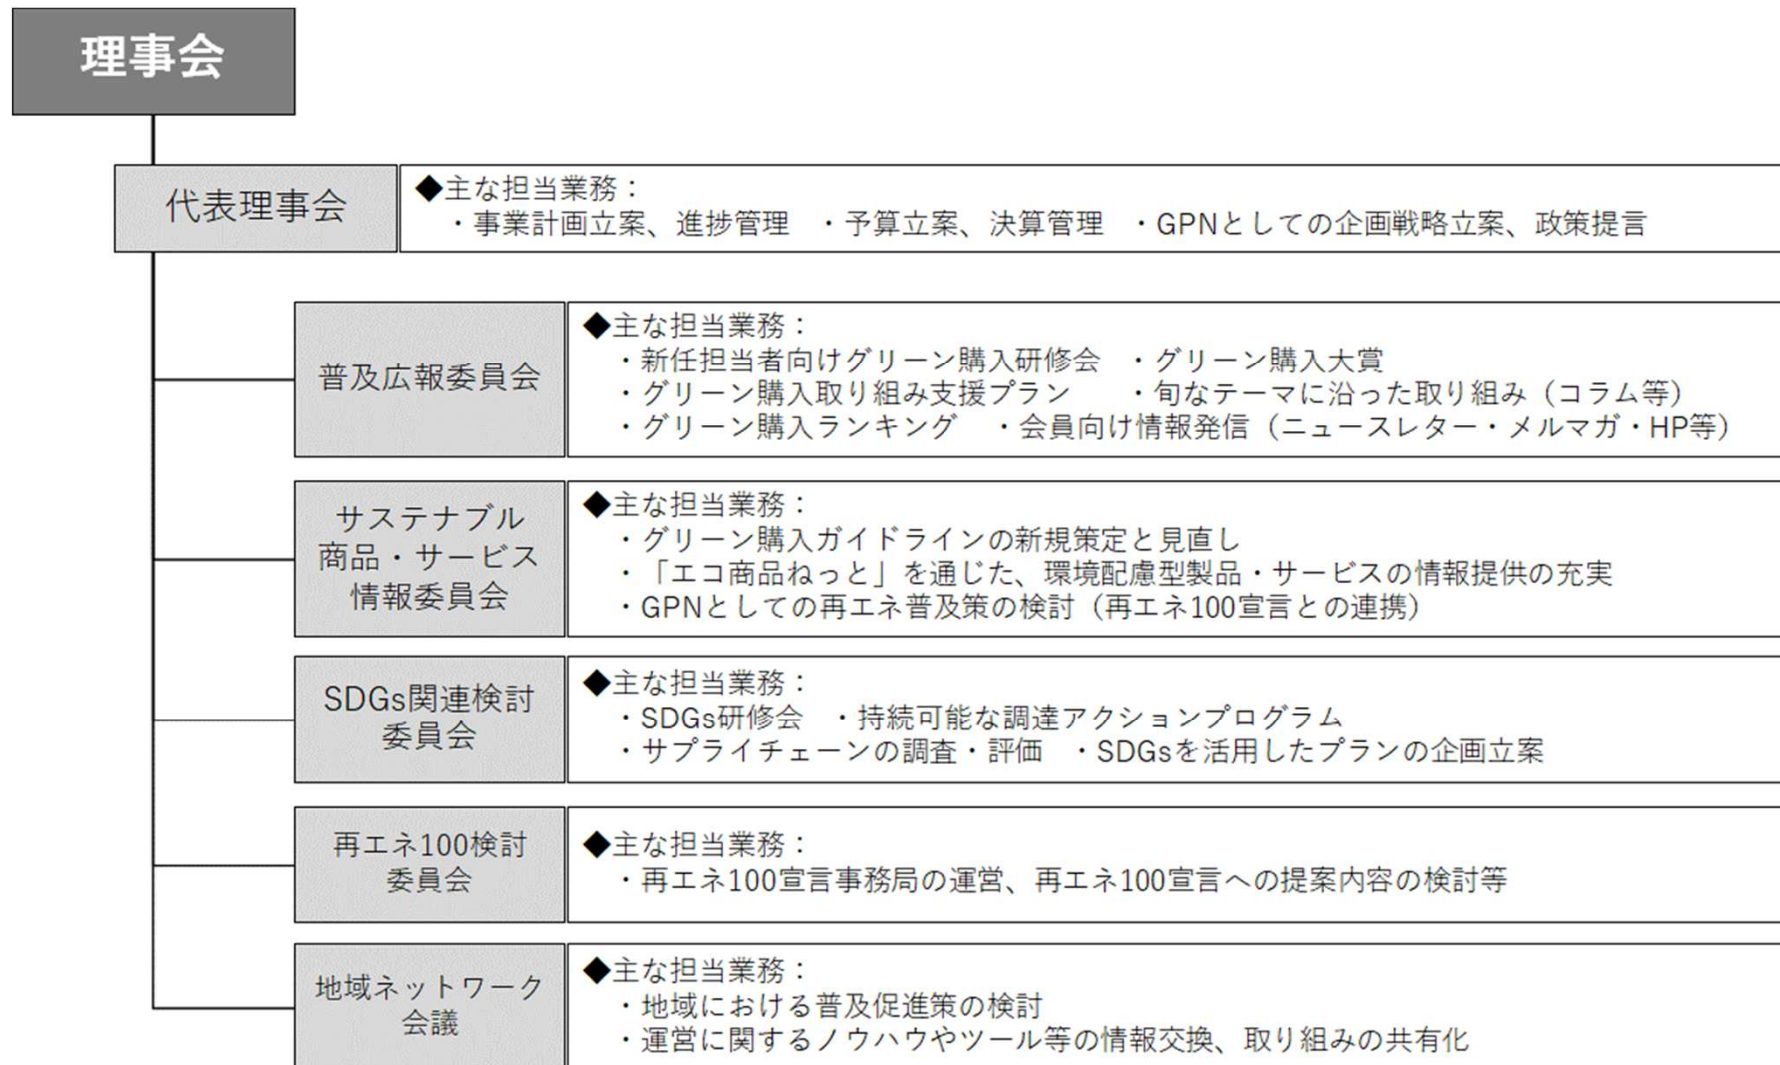 理事会
代表理事会
◆主な担当業務：
・事業計画立案、進捗管理　・予算立案、決算管理　・GPNとしての企画戦略立案、政策提言
普及広報委員会
◆主な担当業務：
・新任担当者向けグリーン購入研修会　・グリーン購入大賞
・グリーン購入取り組み支援プラン　　・旬なテーマに沿った取り組み（コラム等）
・グリーン購入ランキング　・会員向け情報発信（ニュースレター・メルマガ・HP等）
サステナブル
商品・サービス
情報委員会
◆主な担当業務：
・グリーン購入ガイドラインの新規策定と見直し
・「エコ商品ねっと」を通じた、環境配慮型製品・サービスの情報提供の充実
・GPNとしての再エネ普及策の検討（再エネ100宣言との連携）
SDGs関連検討
委員会
◆主な担当業務：
・SDGs研修会　・持続可能な調達アクションプログラム
・サプライチェーンの調査・評価　・SDGsを活用したプランの企画立案
再エネ100検討
委員会
◆主な担当業務：
・再エネ100宣言事務局の運営、再エネ100宣言への提案内容の検討等
地域ネットワーク
会議
◆主な担当業務：
・地域における普及促進策の検討
・運営に関するノウハウやツール等の情報交換、取り組みの共有化